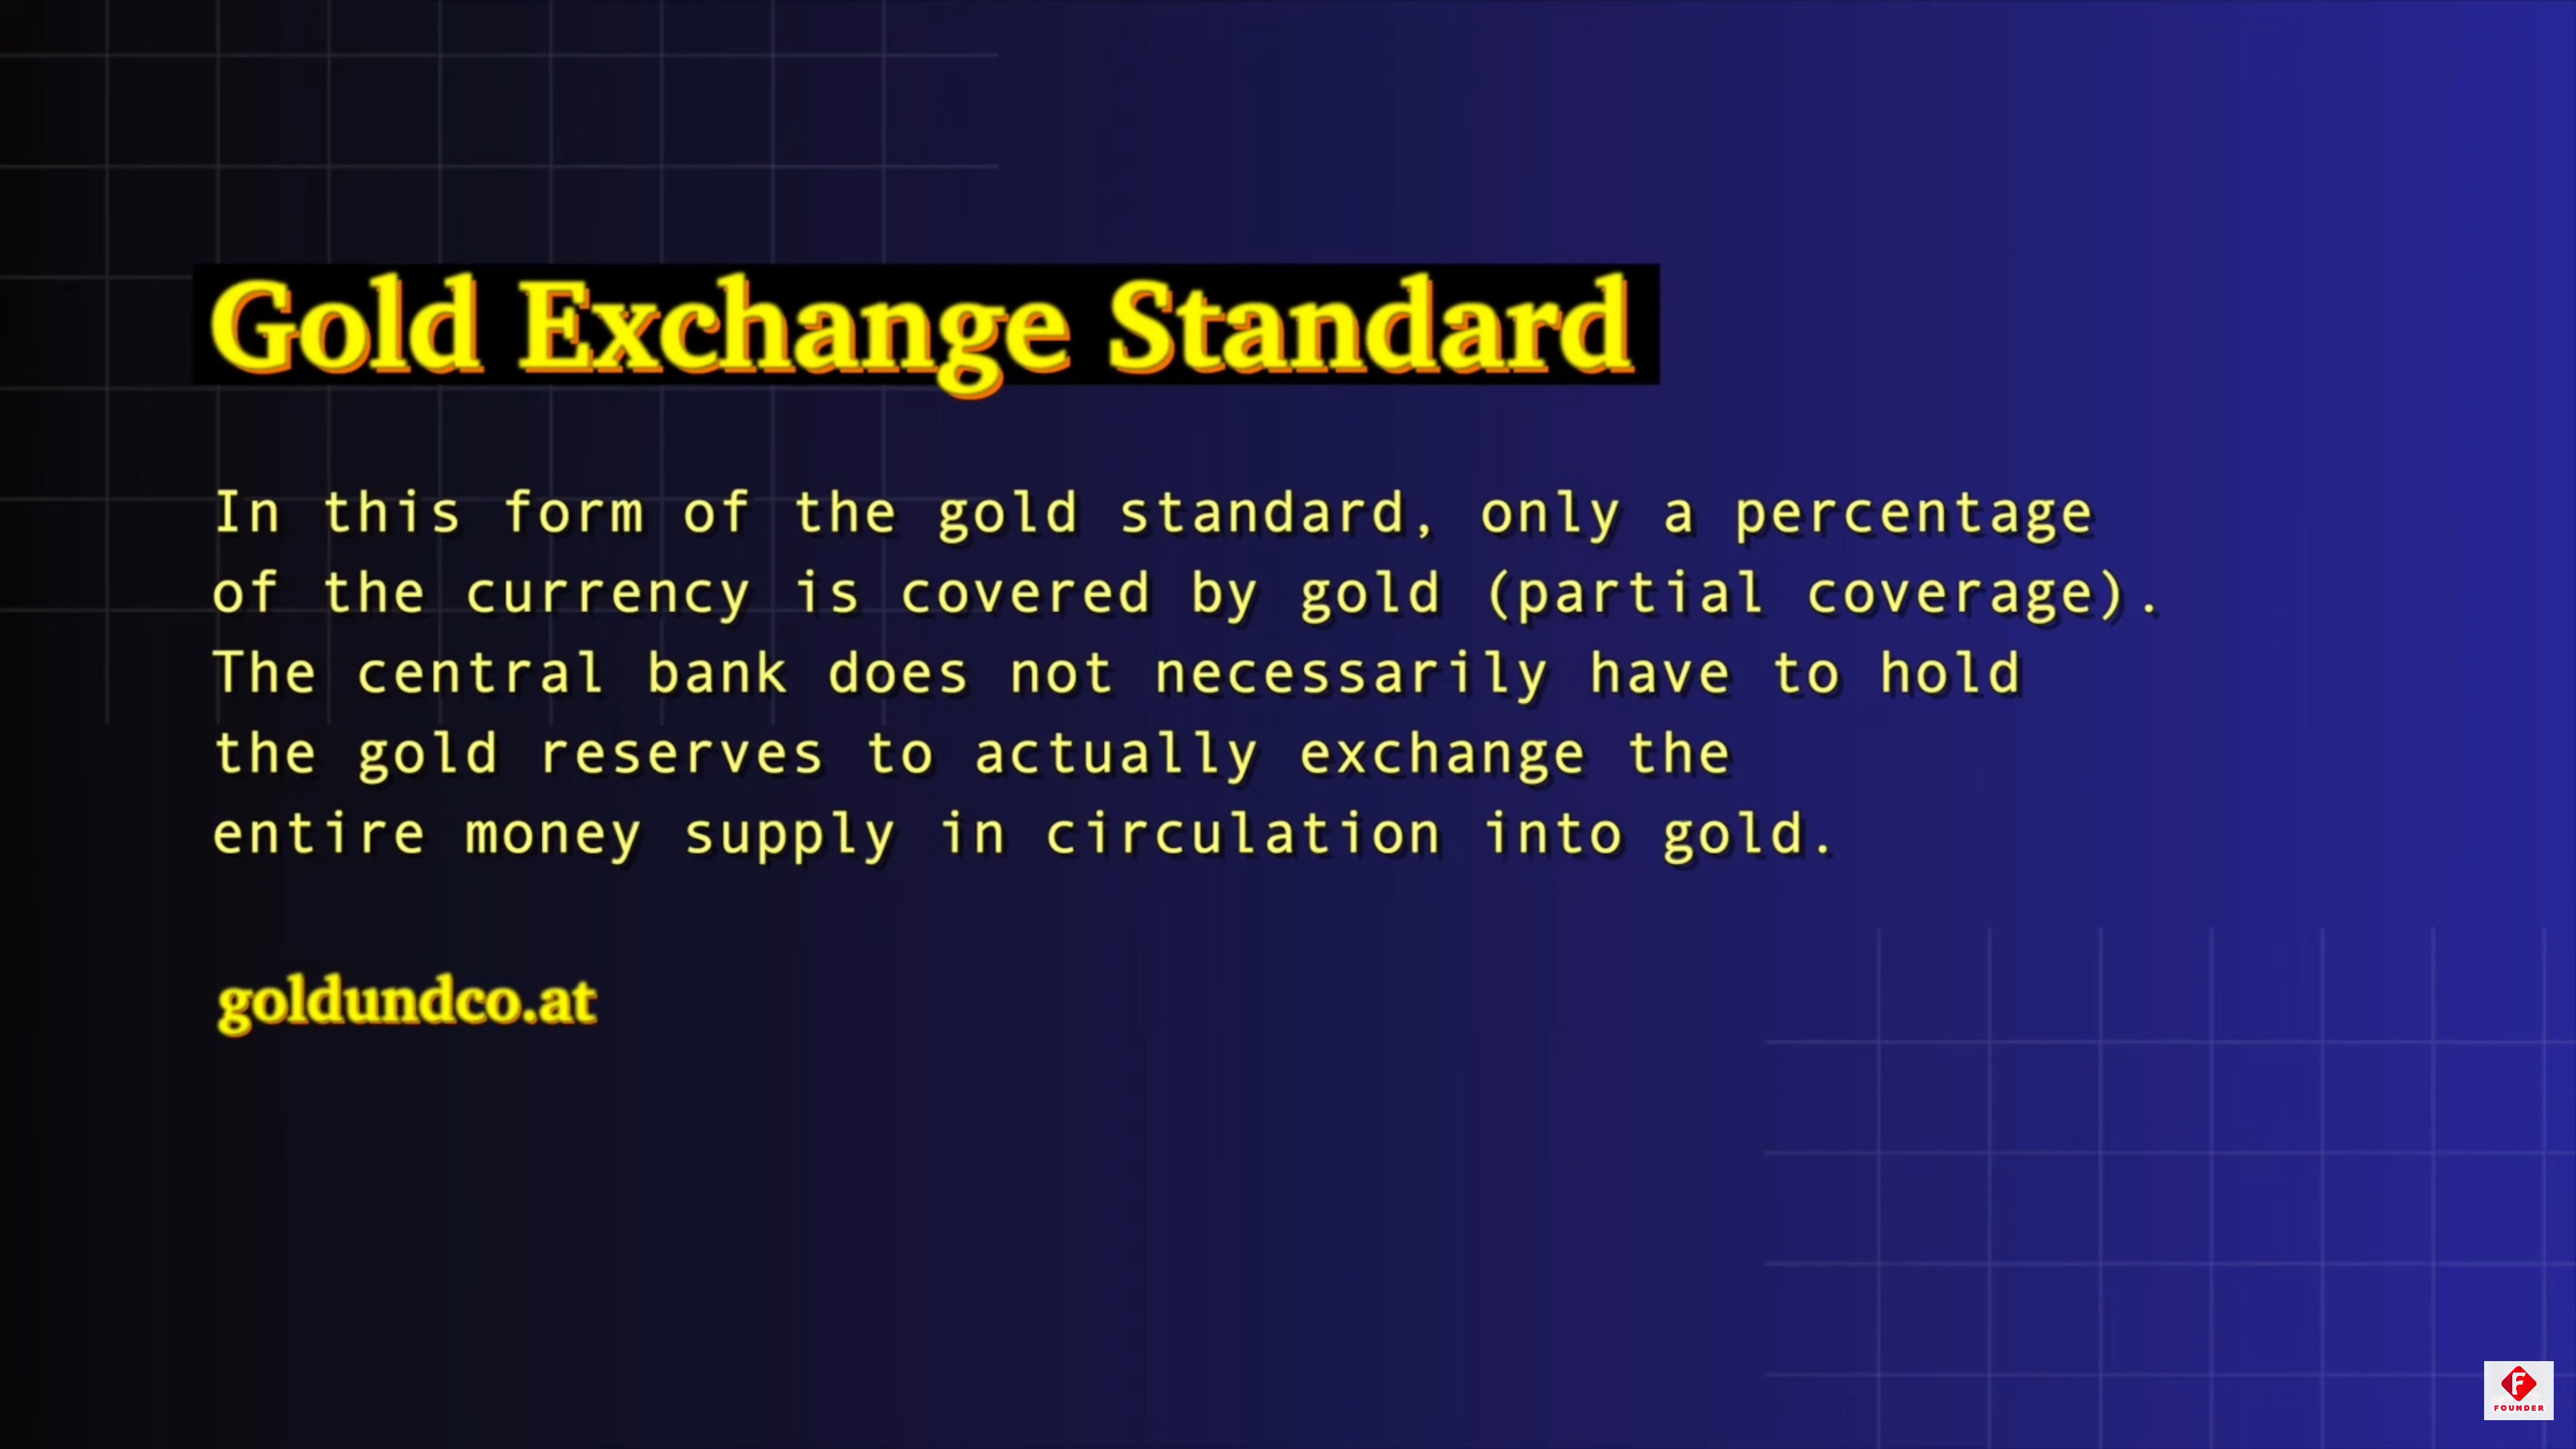 Gold Exchange Standard
In this form of the gold standard, only a percentage
of the currency is covered by gold (partial coverage).
The central bank does not necessarily have to hold
the gold reserves to actually exchange the
entire money supply in circulation into gold.
goldundco.at
F
FOUNDER